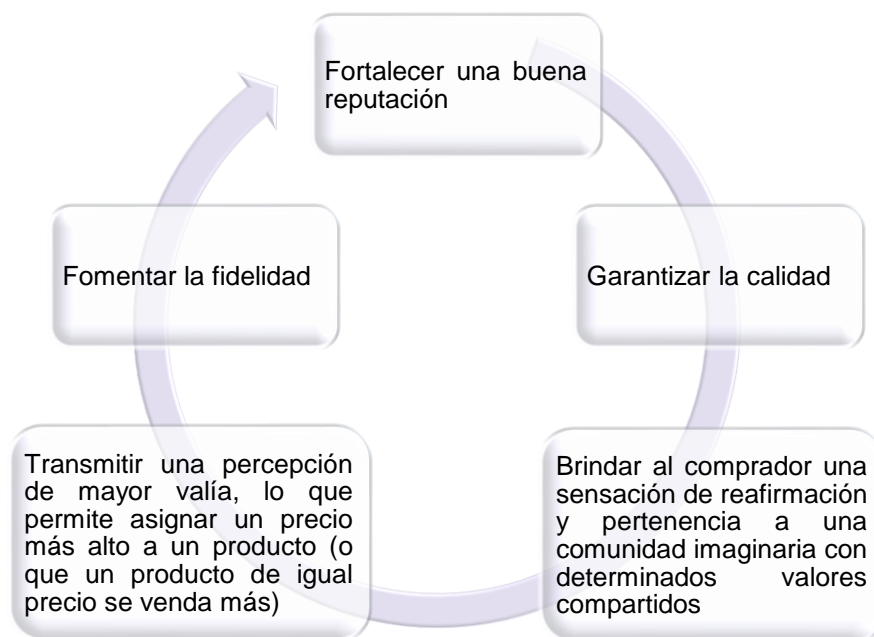 Fortalecer una buena
reputación
Garantizar la calidad
Brindar al comprador una
sensación de reafirmación
y pertenencia a una
comunidad imaginaria con
determinados valores
compartidos
Transmitir una percepción
de mayor valía, lo que
permite asignar un precio
más alto a un producto (o
que un producto de igual
precio se venda más)
Fomentar la fidelidad